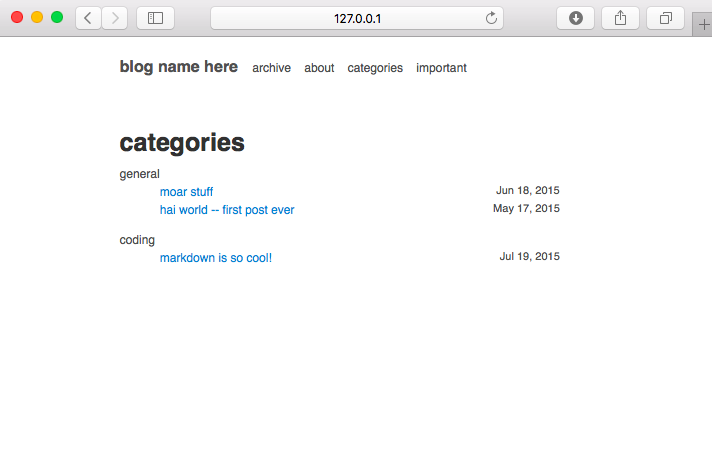 127.0.0.1
blog name here archive about categories important
categories
general
moar stuff Jun 18, 2015
hai world -- first post ever May 17, 2015
coding
markdown is so cool! Jul 19, 2015